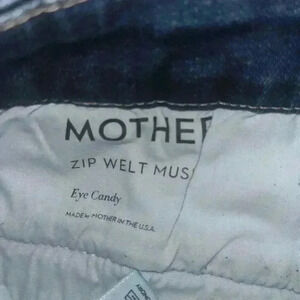 MOTHE
ZIP WELT MUS
Eye Candy
MADE by MOTHER IN THE U.S.A.